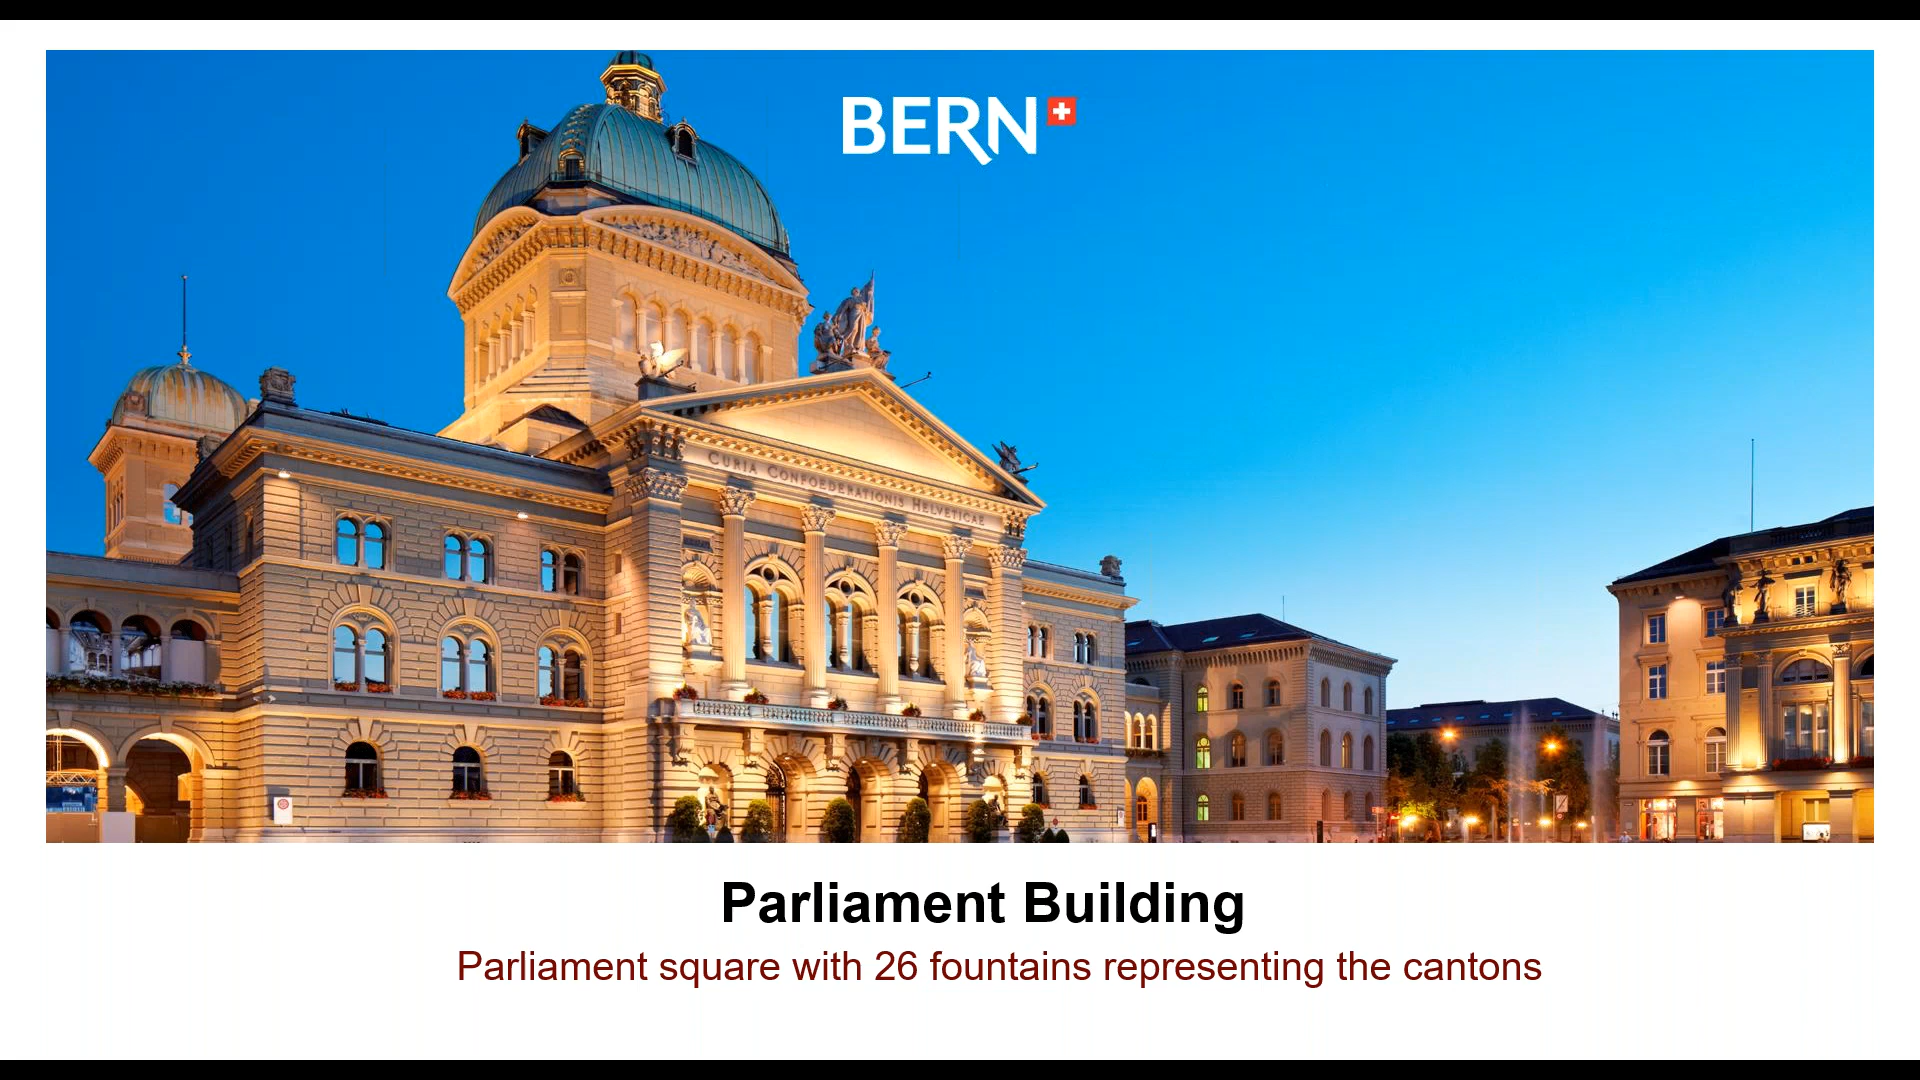 BERN
CURIA CONFOEDERATIONIS HELVETICAE
Parliament Building
Parliament square with 26 fountains representing the cantons